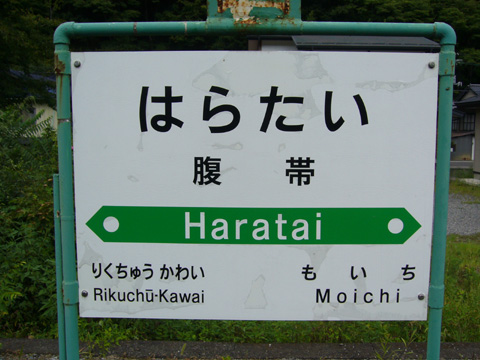 はらたい
腹帯
Haratai
りくちゅうかわい もいち
Rikuchū-Kawai Moichi